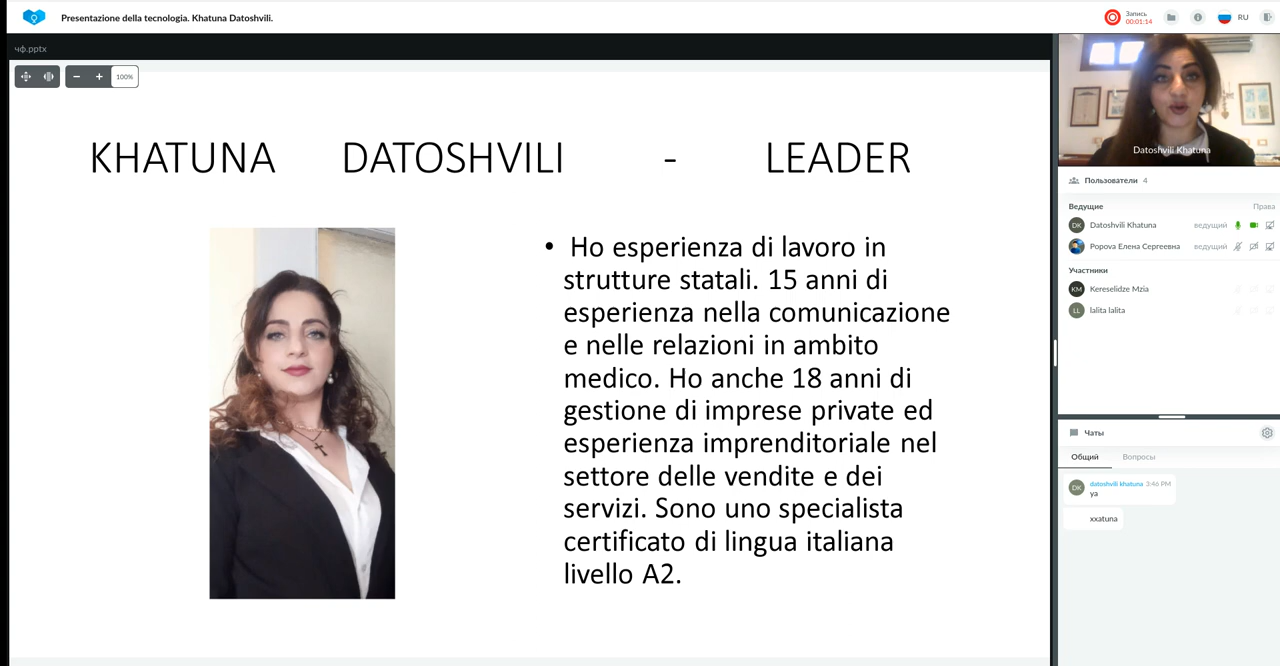 Presentazione della tecnologia. Khatuna Datoshvili.
Запись
00:01:14
RU
чф.pptx
100%
KHATUNA DATOSHVILI - LEADER
• Ho esperienza di lavoro in
strutture statali. 15 anni di
esperienza nella comunicazione
e nelle relazioni in ambito
medico. Ho anche 18 anni di
gestione di imprese private ed
esperienza imprenditoriale nel
settore delle vendite e dei
servizi. Sono uno specialista
certificato di lingua italiana
livello A2.
Datoshvili Khatuna
Пользователи 4
Ведущие Права
DK Datoshvili Khatuna ведущий
Popova Елена Сергеевна ведущий
Участники
KM Kereselidze Mzia
LL lalita lalita
Чаты
Общий Вопросы
DK datoshvili khatuna 3:46 PM
ya
xxatuna